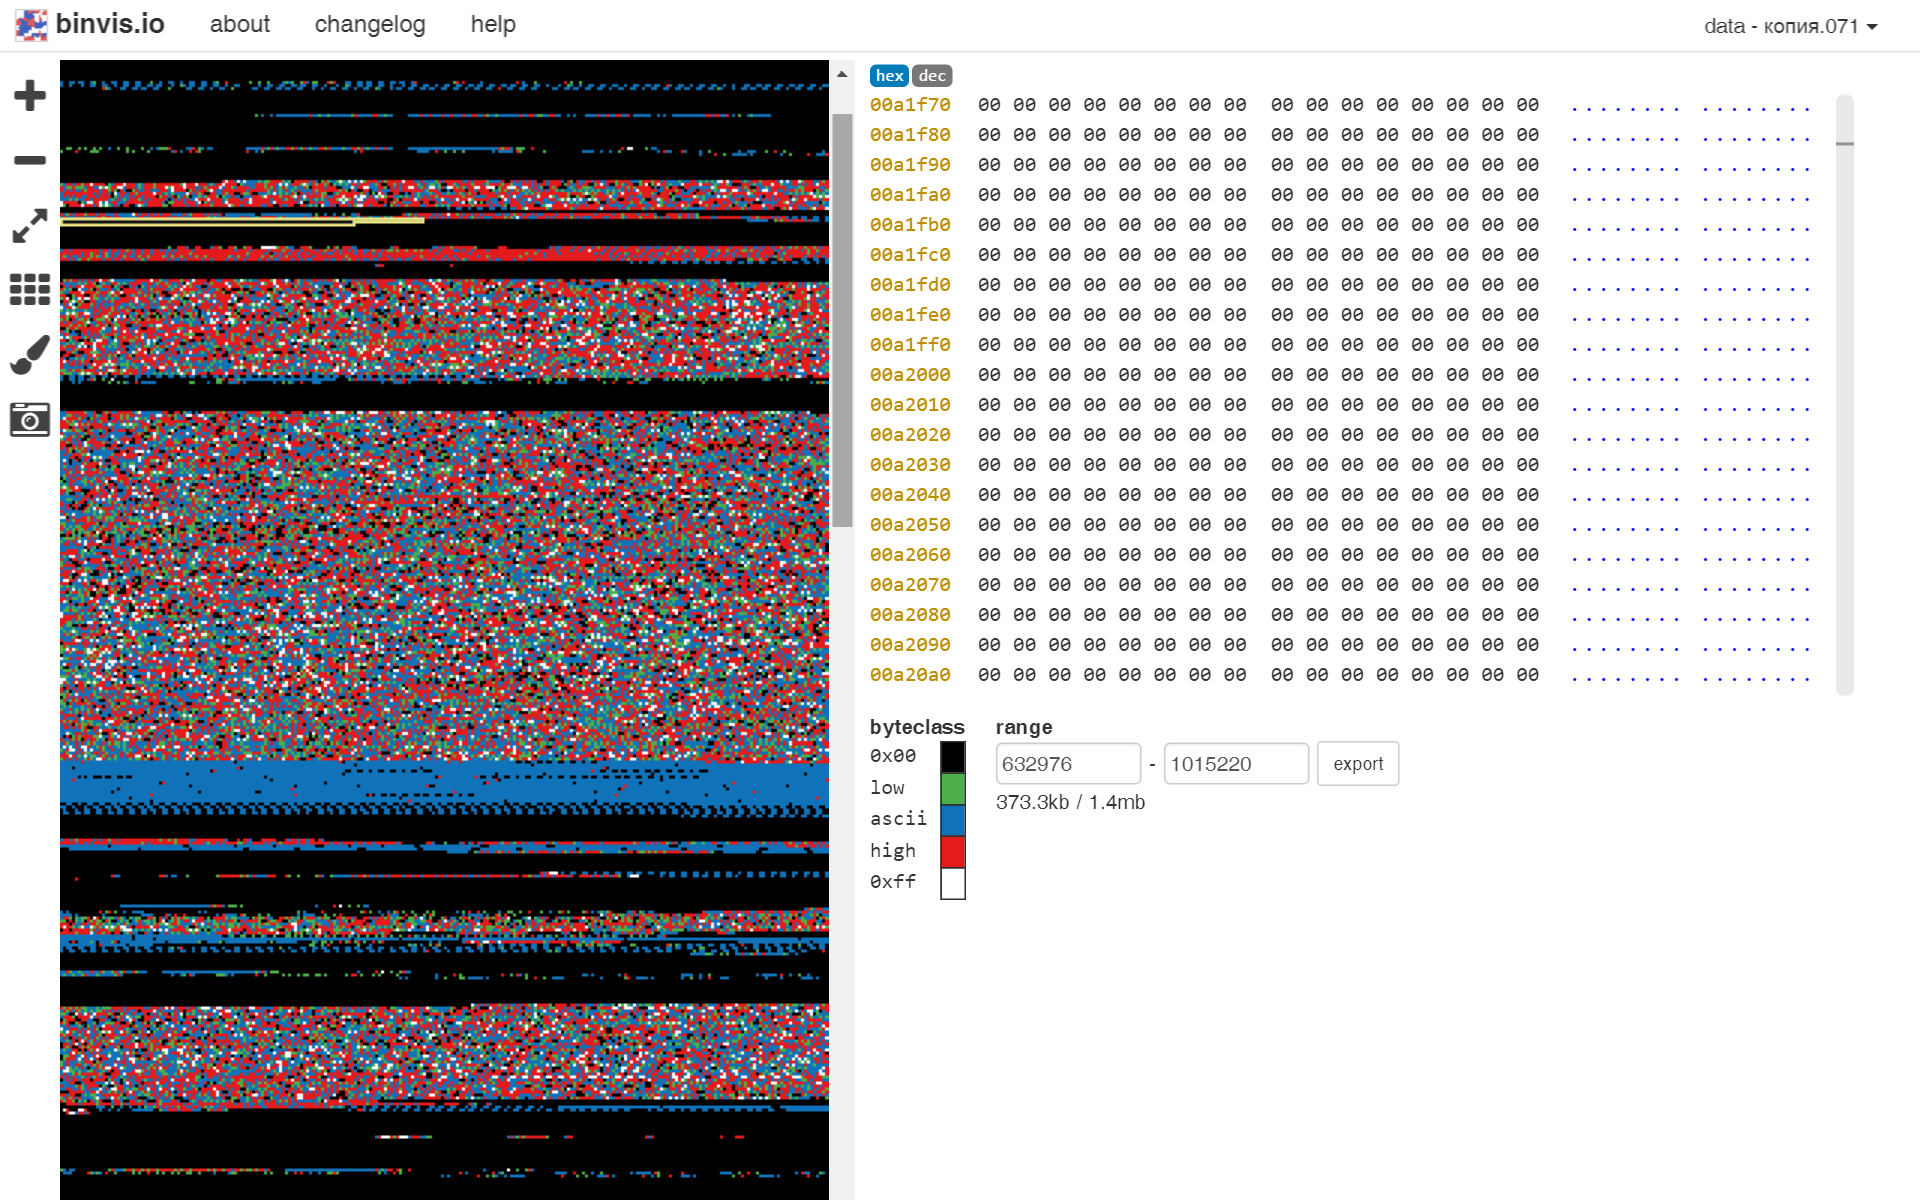 binvis.io about changelog help data - копия.071
hex dec
00a1f70 00 00 00 00 00 00 00 00 00 00 00 00 00 00 00 00 ........ ........
00a1f80 00 00 00 00 00 00 00 00 00 00 00 00 00 00 00 00 ........ ........
00a1f90 00 00 00 00 00 00 00 00 00 00 00 00 00 00 00 00 ........ ........
00a1fa0 00 00 00 00 00 00 00 00 00 00 00 00 00 00 00 00 ........ ........
00a1fb0 00 00 00 00 00 00 00 00 00 00 00 00 00 00 00 00 ........ ........
00a1fc0 00 00 00 00 00 00 00 00 00 00 00 00 00 00 00 00 ........ ........
00a1fd0 00 00 00 00 00 00 00 00 00 00 00 00 00 00 00 00 ........ ........
00a1fe0 00 00 00 00 00 00 00 00 00 00 00 00 00 00 00 00 ........ ........
00a1ff0 00 00 00 00 00 00 00 00 00 00 00 00 00 00 00 00 ........ ........
00a2000 00 00 00 00 00 00 00 00 00 00 00 00 00 00 00 00 ........ ........
00a2010 00 00 00 00 00 00 00 00 00 00 00 00 00 00 00 00 ........ ........
00a2020 00 00 00 00 00 00 00 00 00 00 00 00 00 00 00 00 ........ ........
00a2030 00 00 00 00 00 00 00 00 00 00 00 00 00 00 00 00 ........ ........
00a2040 00 00 00 00 00 00 00 00 00 00 00 00 00 00 00 00 ........ ........
00a2050 00 00 00 00 00 00 00 00 00 00 00 00 00 00 00 00 ........ ........
00a2060 00 00 00 00 00 00 00 00 00 00 00 00 00 00 00 00 ........ ........
00a2070 00 00 00 00 00 00 00 00 00 00 00 00 00 00 00 00 ........ ........
00a2080 00 00 00 00 00 00 00 00 00 00 00 00 00 00 00 00 ........ ........
00a2090 00 00 00 00 00 00 00 00 00 00 00 00 00 00 00 00 ........ ........
00a20a0 00 00 00 00 00 00 00 00 00 00 00 00 00 00 00 00 ........ ........
byteclass range
0x00 632976 - 1015220 export
low 373.3kb / 1.4mb
ascii
high
0xff